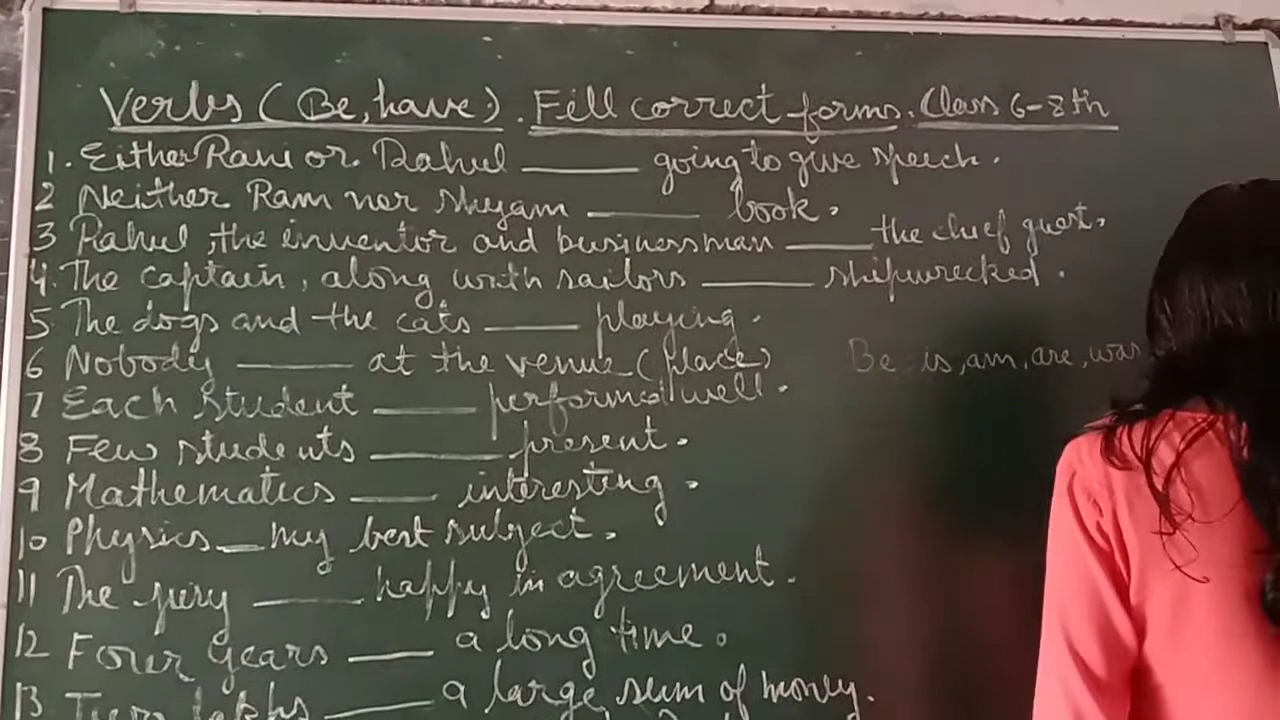 Verbs (Be, have). Fill correct forms. Class 6-8th
1. Either Rani or Rahul ______ going to give speech.
2 Neither Ram nor Shyam ______ book.
3 Rahul, the inventor and businessman ______ the chief guest.
4. The captain, along with sailors ______ shipwrecked.
5 The dogs and the cats ______ playing.
6 Nobody ______ at the venue (place)
Be: is, am, are, was
7 Each student ______ performed well.
8 Few students ______ present.
9 Mathematics ______ interesting.
10 Physics ___ my best subject.
11 The jury ______ happy in agreement.
12 Four years ______ a long time.
13 lakhs ______ a large sum of money.